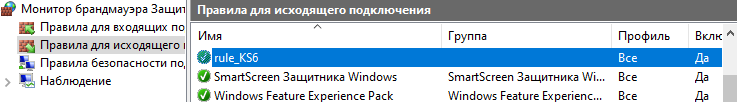 Монитор брандмауэра Защит
Правила для входящих по
Правила для исходящего
Правила безопасности по
Наблюдение
Правила для исходящего подключения
Имя Группа Профиль Вклю
rule_KS6 Все Да
SmartScreen Защитника Windows SmartScreen Защитника Wi... Все Да
Windows Feature Experience Pack Windows Feature Experienc... Все Да